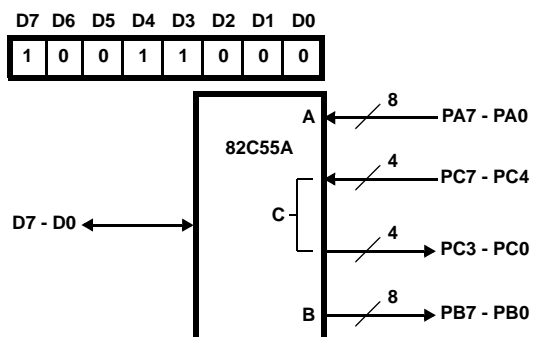 D7 D6 D5 D4 D3 D2 D1 D0
1 0 0 1 1 0 0 0
8
A PA7 - PA0
82C55A
4
PC7 - PC4
C
D7 - D0
4
PC3 - PC0
8
B PB7 - PB0